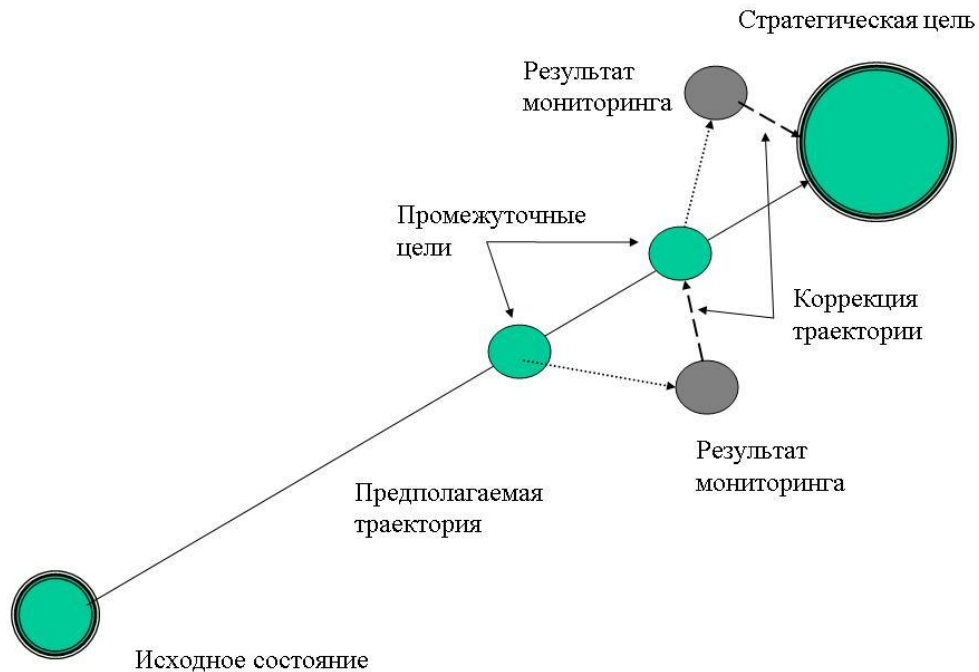 Стратегическая цель
Результат
мониторинга
Промежуточные
цели
Коррекция
траектории
Результат
мониторинга
Предполагаемая
траектория
Исходное состояние